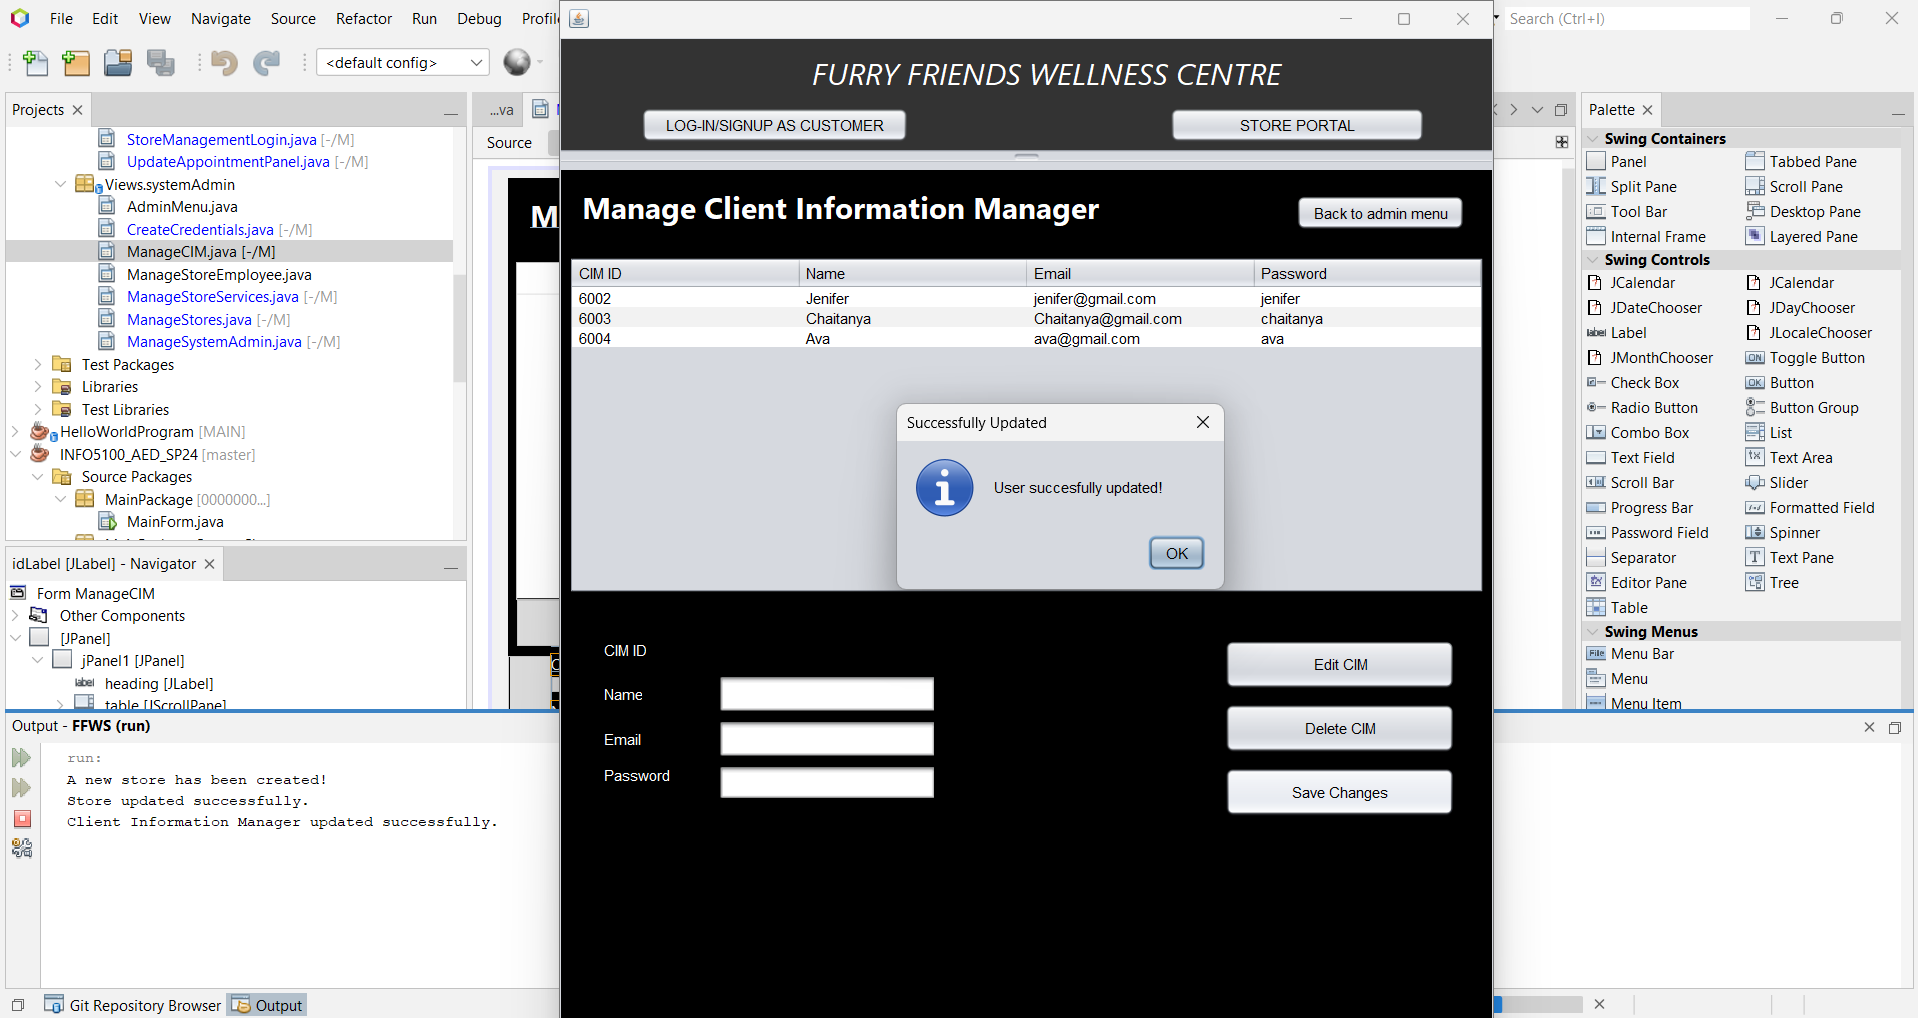 File Edit View Navigate Source Refactor Run Debug
Search (Ctrl+I)
<default config>
FURRY FRIENDS WELLNESS CENTRE
LOG-IN/SIGNUP AS CUSTOMER STORE PORTAL
Projects
...va
Source
StoreManagementLogin.java [-/M]
UpdateAppointmentPanel.java [-/M]
Views.systemAdmin
AdminMenu.java
CreateCredentials.java [-/M]
ManageCIM.java [-/M]
ManageStoreEmployee.java
ManageStoreServices.java [-/M]
ManageStores.java [-/M]
ManageSystemAdmin.java [-/M]
Test Packages
Libraries
Test Libraries
HelloWorldProgram [MAIN]
INFO5100_AED_SP24 [master]
Source Packages
MainPackage [0000000...]
MainForm.java
idLabel [JLabel] - Navigator
Form ManageCIM
Other Components
[JPanel]
jPanel1 [JPanel]
heading [JLabel]
table [JScrollPane]
Manage Client Information Manager
Back to admin menu
CIM ID Name Email Password
6002 Jenifer jenifer@gmail.com jenifer
6003 Chaitanya Chaitanya@gmail.com chaitanya
6004 Ava ava@gmail.com ava
Successfully Updated
User succesfully updated!
OK
CIM ID
Name
Email
Password
Edit CIM
Delete CIM
Save Changes
Palette
Swing Containers
Panel Tabbed Pane
Split Pane Scroll Pane
Tool Bar Desktop Pane
Internal Frame Layered Pane
Swing Controls
JCalendar JCalendar
JDateChooser JDayChooser
label Label JLocaleChooser
JMonthChooser ON Toggle Button
Check Box OK Button
Radio Button Button Group
Combo Box List
Text Field Text Area
Scroll Bar Slider
Progress Bar Formatted Field
Password Field Spinner
Separator Text Pane
Editor Pane Tree
Table
Swing Menus
File Menu Bar
Menu
Menu Item
Output - FFWS (run)
run:
A new store has been created!
Store updated successfully.
Client Information Manager updated successfully.
Git Repository Browser Output